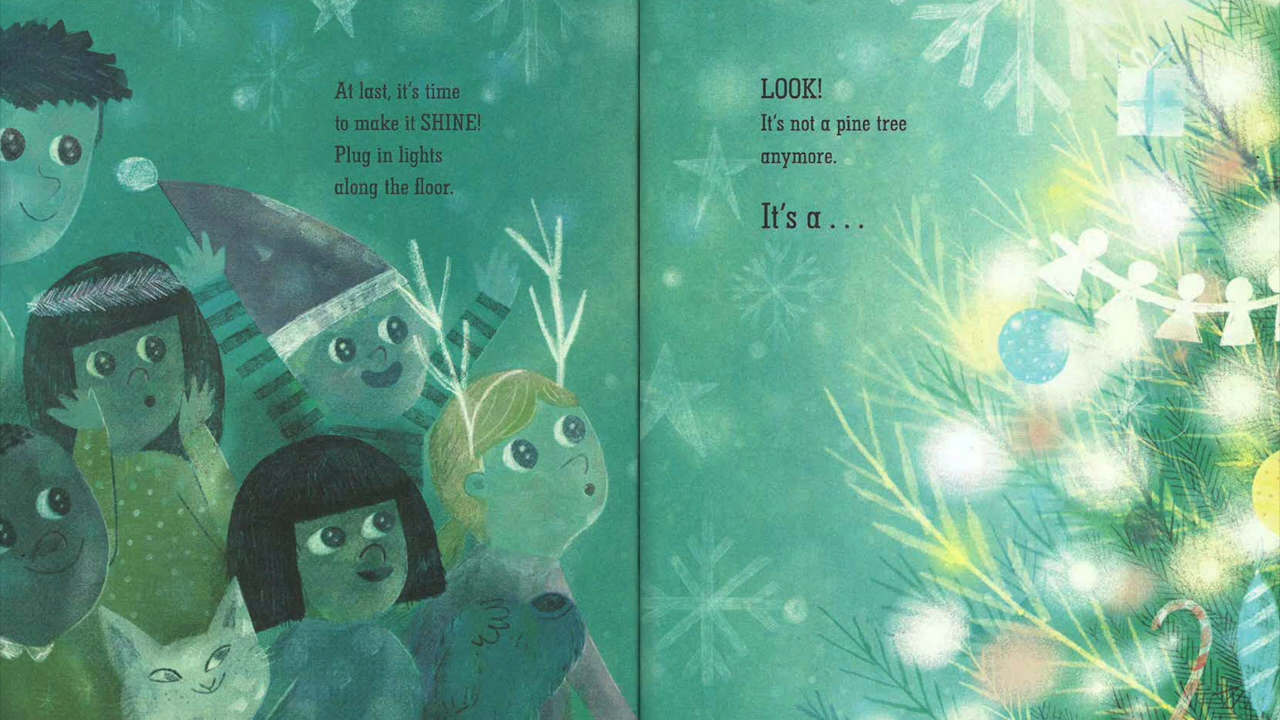 At last, it's time
to make it SHINE!
Plug in lights
along the floor.
LOOK!
It's not a pine tree
anymore.
It's a . . .